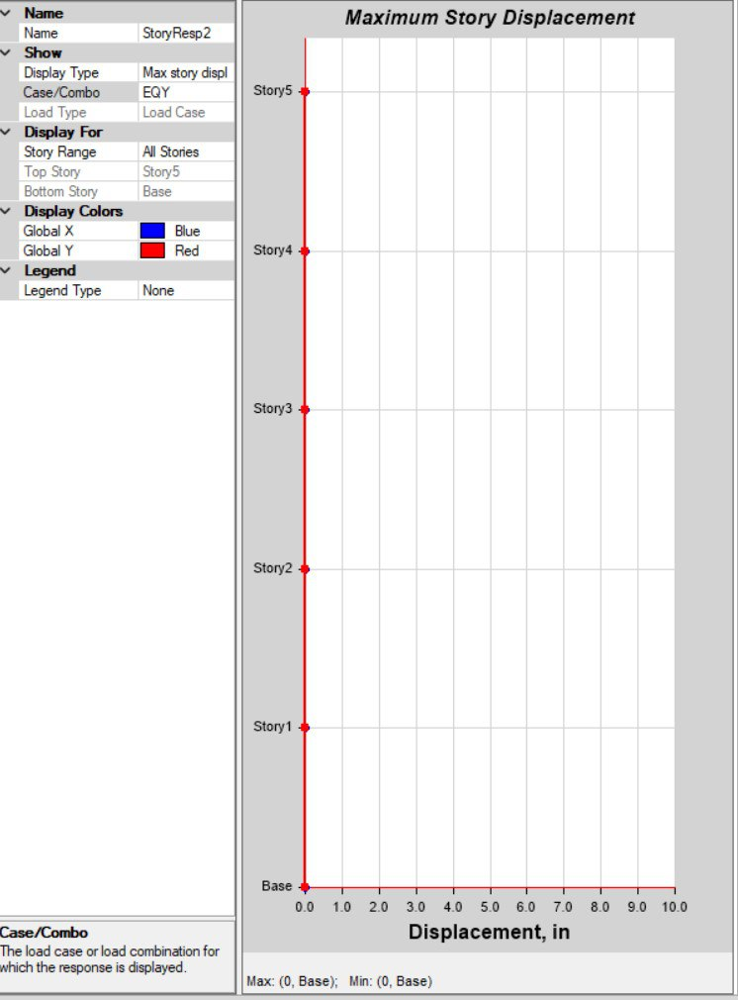 Name
Name StoryResp2
Show
Display Type Max story displ
Case/Combo EQY
Load Type Load Case
Display For
Story Range All Stories
Top Story Story5
Bottom Story Base
Display Colors
Global X Blue
Global Y Red
Legend
Legend Type None
Case/Combo
The load case or load combination for
which the response is displayed.
Maximum Story Displacement
Story5
Story4
Story3
Story2
Story1
Base
0.0 1.0 2.0 3.0 4.0 5.0 6.0 7.0 8.0 9.0 10.0
Displacement, in
Max: (0, Base); Min: (0, Base)